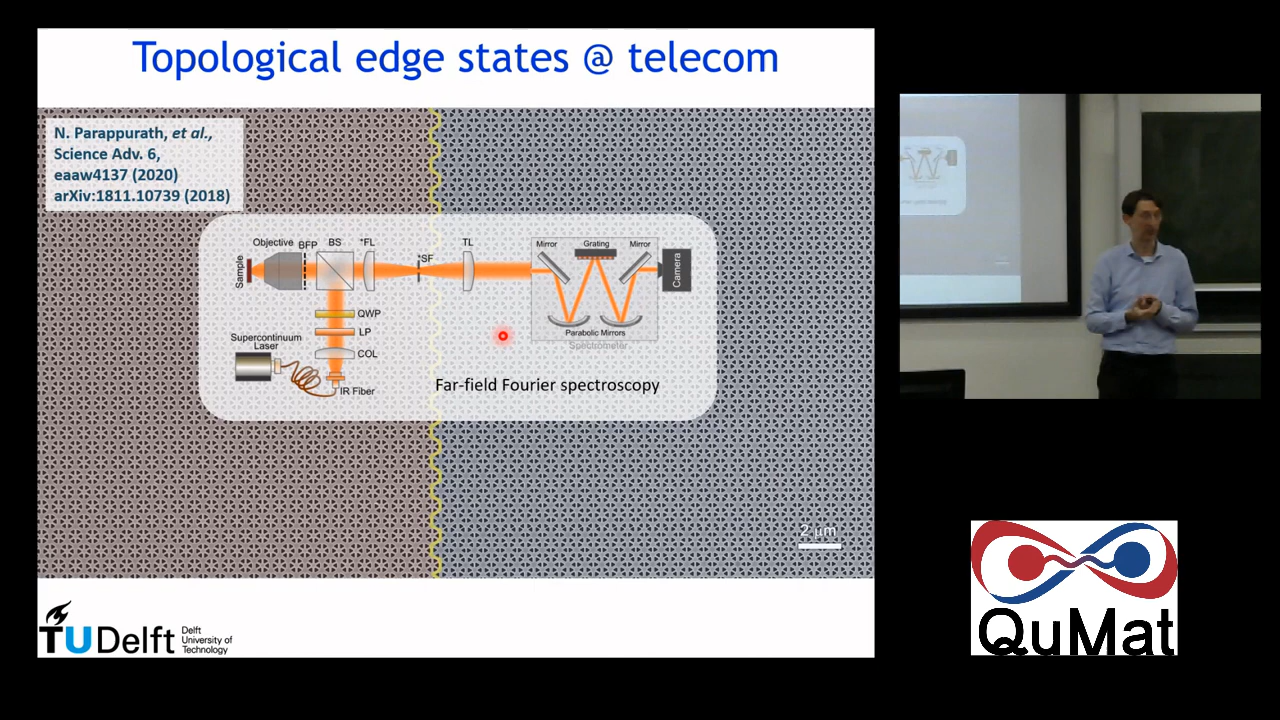 Topological edge states @ telecom
N. Parappurath, et al.,
Science Adv. 6,
eaaw4137 (2020)
arXiv:1811.10739 (2018)
Objective
BFP
BS
*FL
*SF
TL
Mirror
Grating
Mirror
Sample
Camera
QWP
LP
COL
Parabolic Mirrors
Spectrometer
Supercontinuum
Laser
IR Fiber
Far-field Fourier spectroscopy
2 µm
TUDelft
Delft
University of
Technology
QuMat